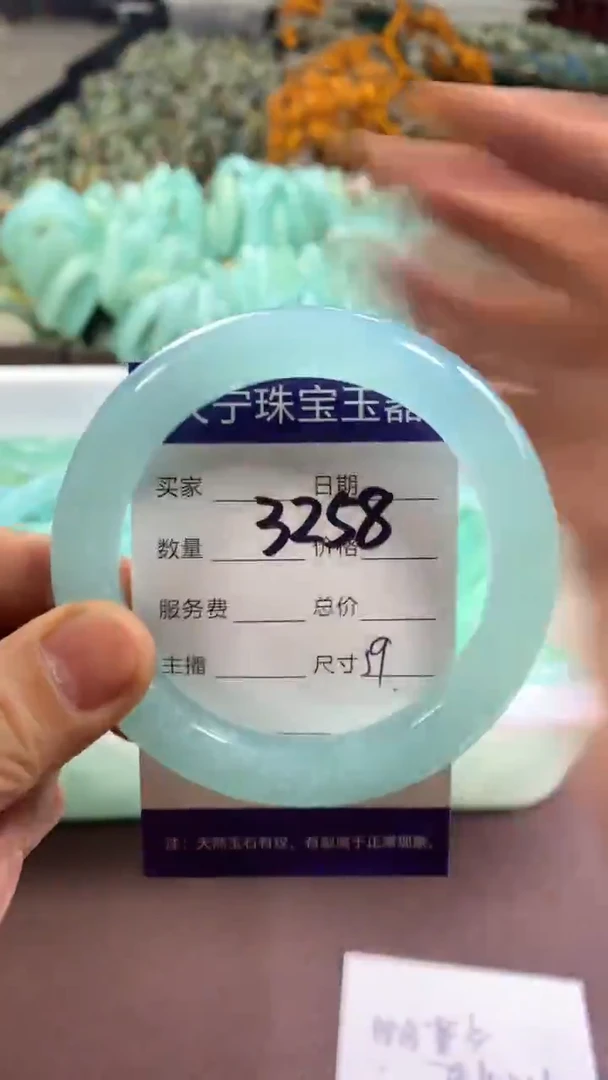 宁珠宝玉器
买家 日期
3258
数量 价格
服务费 总价
主播 尺寸 59
注：天然玉石有纹、有裂属于正常现象。